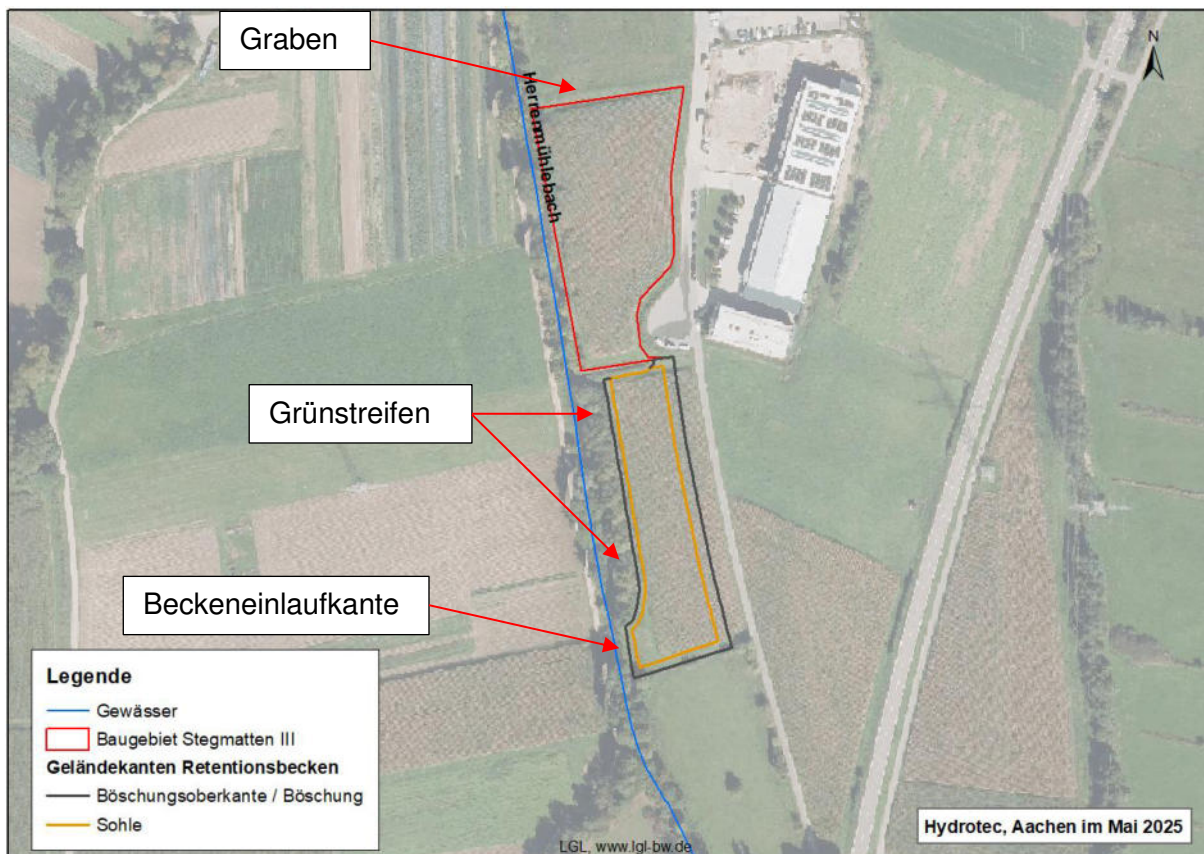 Graben
N
Herrenmühlebach
Grünstreifen
Beckeneinlaufkante
Legende
Gewässer
Baugebiet Stegmatten III
Geländekanten Retentionsbecken
Böschungsoberkante / Böschung
Sohle
LGL, www.lgl-bw.de
Hydrotec, Aachen im Mai 2025